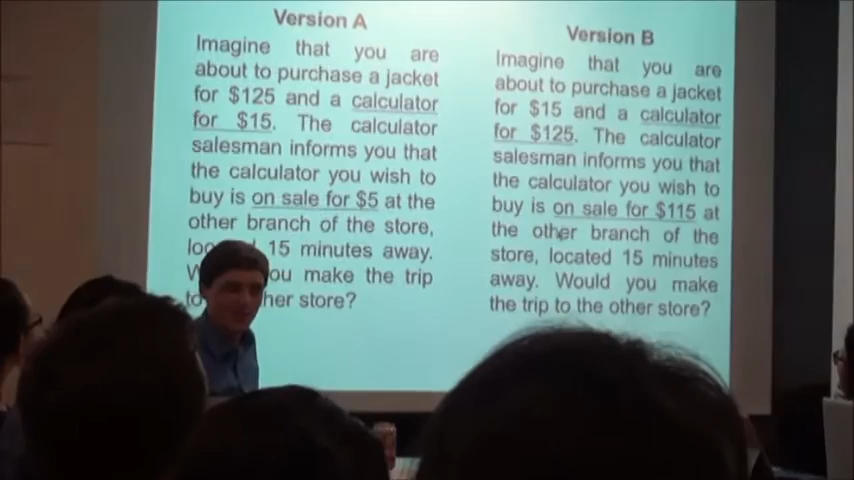 Version A
Imagine that you are
about to purchase a jacket
for $125 and a calculator
for $15. The calculator
salesman informs you that
the calculator you wish to
buy is on sale for $5 at the
other branch of the store,
15 minutes away.
you make the trip
to other store?
Version B
Imagine that you are
about to purchase a jacket
for $15 and a calculator
for $125. The calculator
salesman informs you that
the calculator you wish to
buy is on sale for $115 at
the other branch of the
store, located 15 minutes
away. Would you make
the trip to the other store?